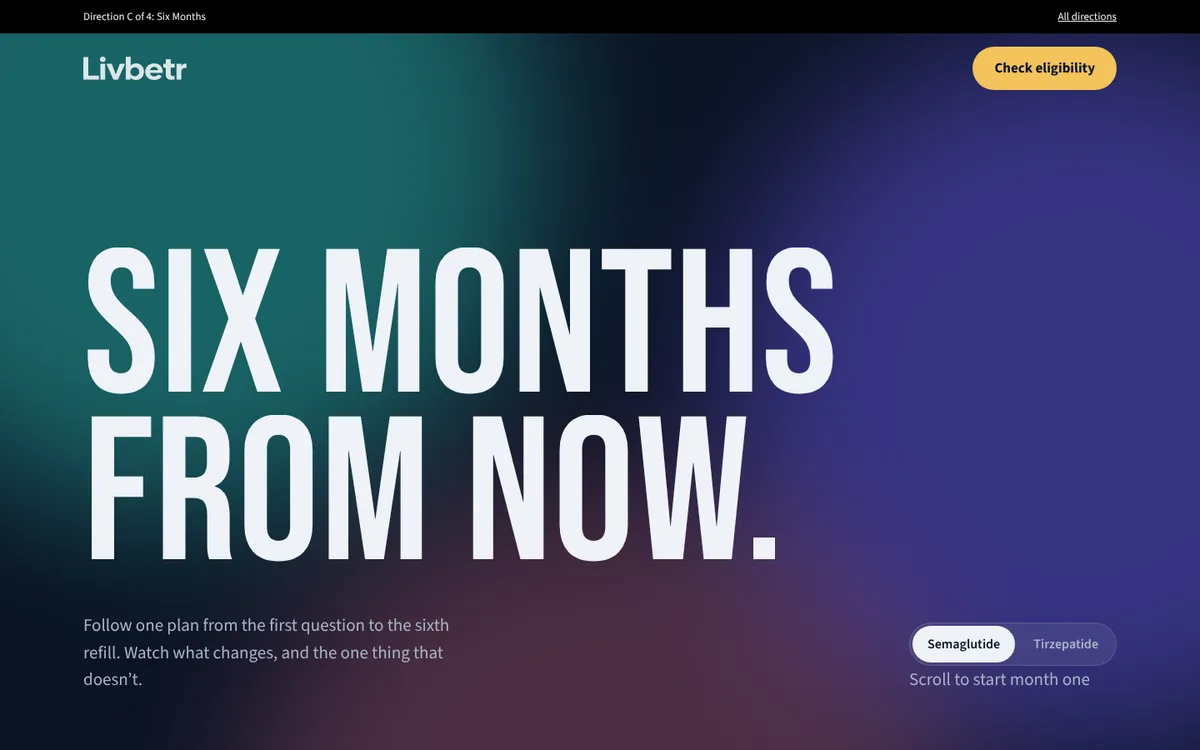 Direction C of 4: Six Months
All directions
Livbetr
Check eligibility
SIX MONTHS
FROM NOW.
Follow one plan from the first question to the sixth
refill. Watch what changes, and the one thing that
doesn’t.
Semaglutide
Tirzepatide
Scroll to start month one